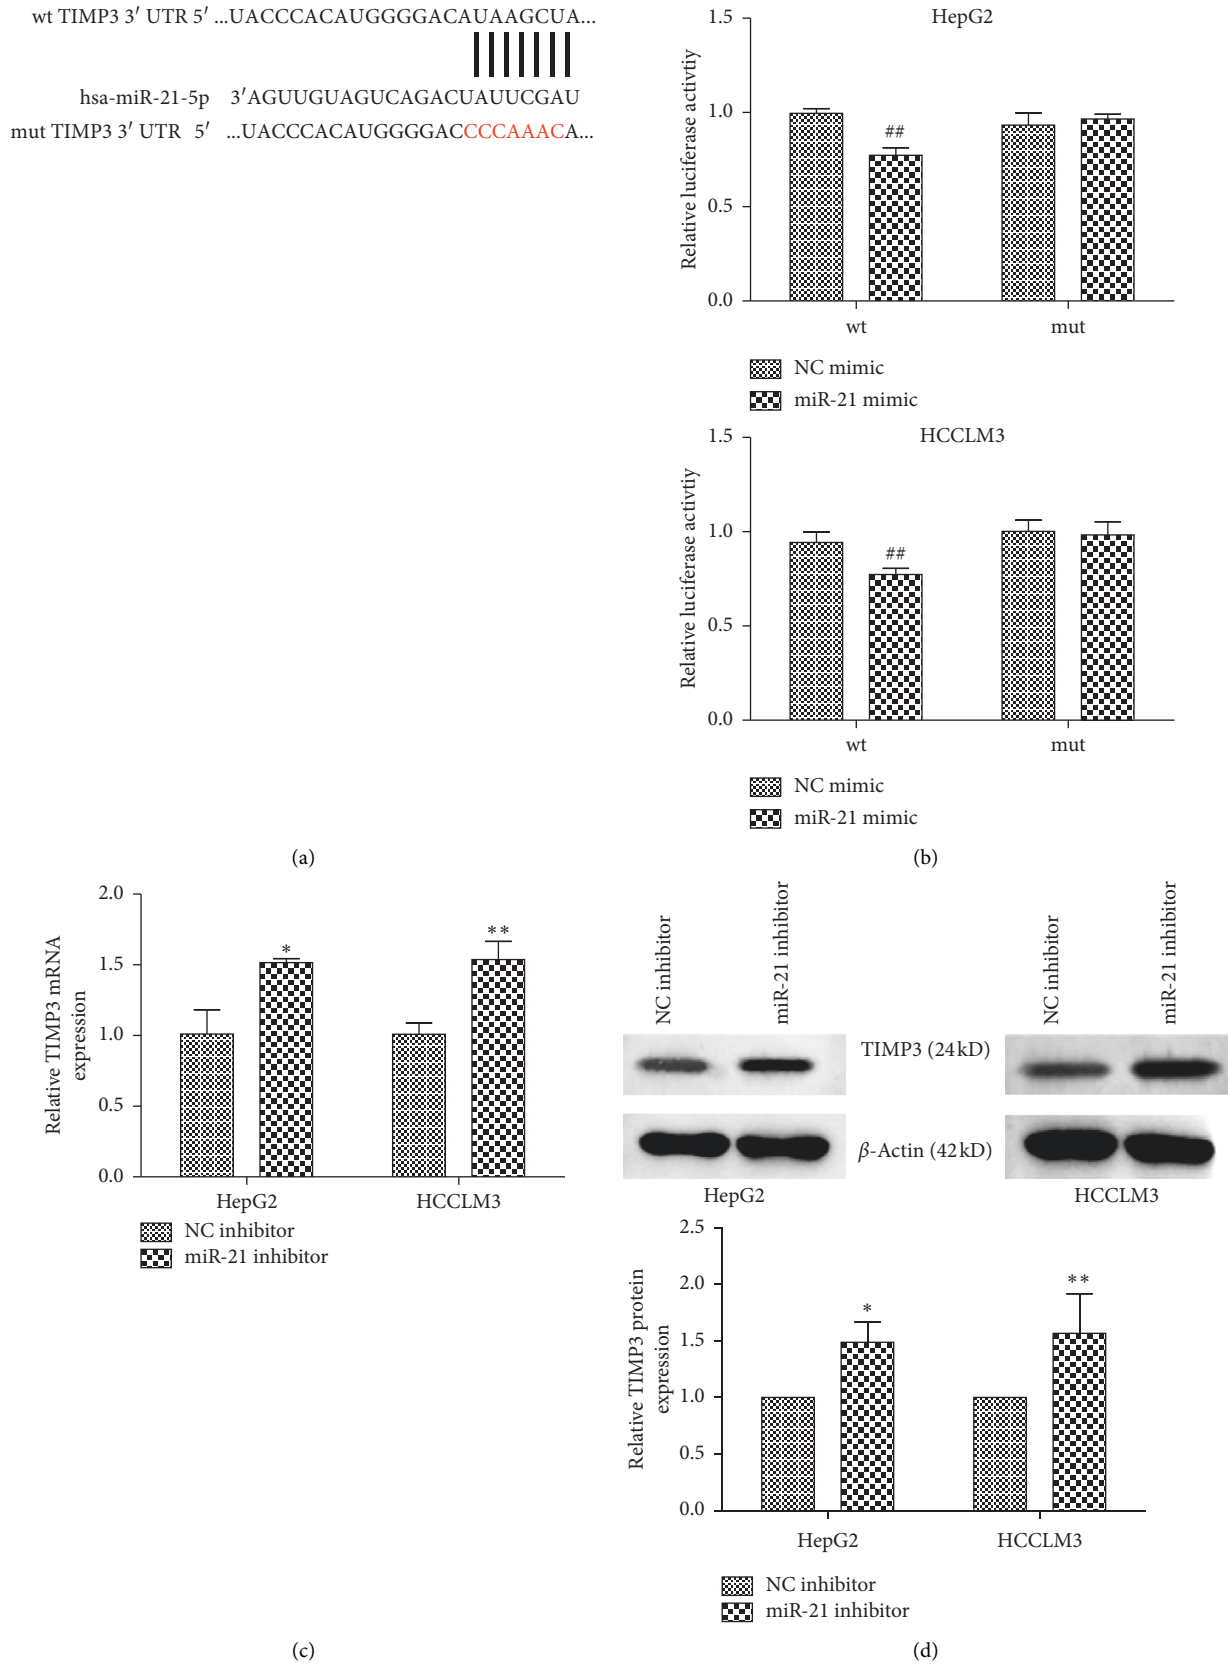 wt TIMP3 3′ UTR 5′ ...UACCCACAUGGGGACAUAAGCUA...
hsa-miR-21-5p 3′AGUUGUAGUCAGACUAUUCGAU
mut TIMP3 3′ UTR 5′ ...UACCCACAUGGGGACCCCAAACA...
(a)
HepG2
Relative luciferase activtiy
1.5
1.0
0.5
0.0
##
wt mut
NC mimic
miR-21 mimic
HCCLM3
Relative luciferase activtiy
1.5
1.0
0.5
0.0
##
wt mut
NC mimic
miR-21 mimic
(b)
Relative TIMP3 mRNA
expression
2.0
1.5
1.0
0.5
0.0
* **
HepG2 HCCLM3
NC inhibitor
miR-21 inhibitor
(c)
NC inhibitor
miR-21 inhibitor
NC inhibitor
miR-21 inhibitor
TIMP3 (24 kD)
β-Actin (42 kD)
HepG2 HCCLM3
Relative TIMP3 protein
expression
2.5
2.0
1.5
1.0
0.5
0.0
* **
HepG2 HCCLM3
NC inhibitor
miR-21 inhibitor
(d)